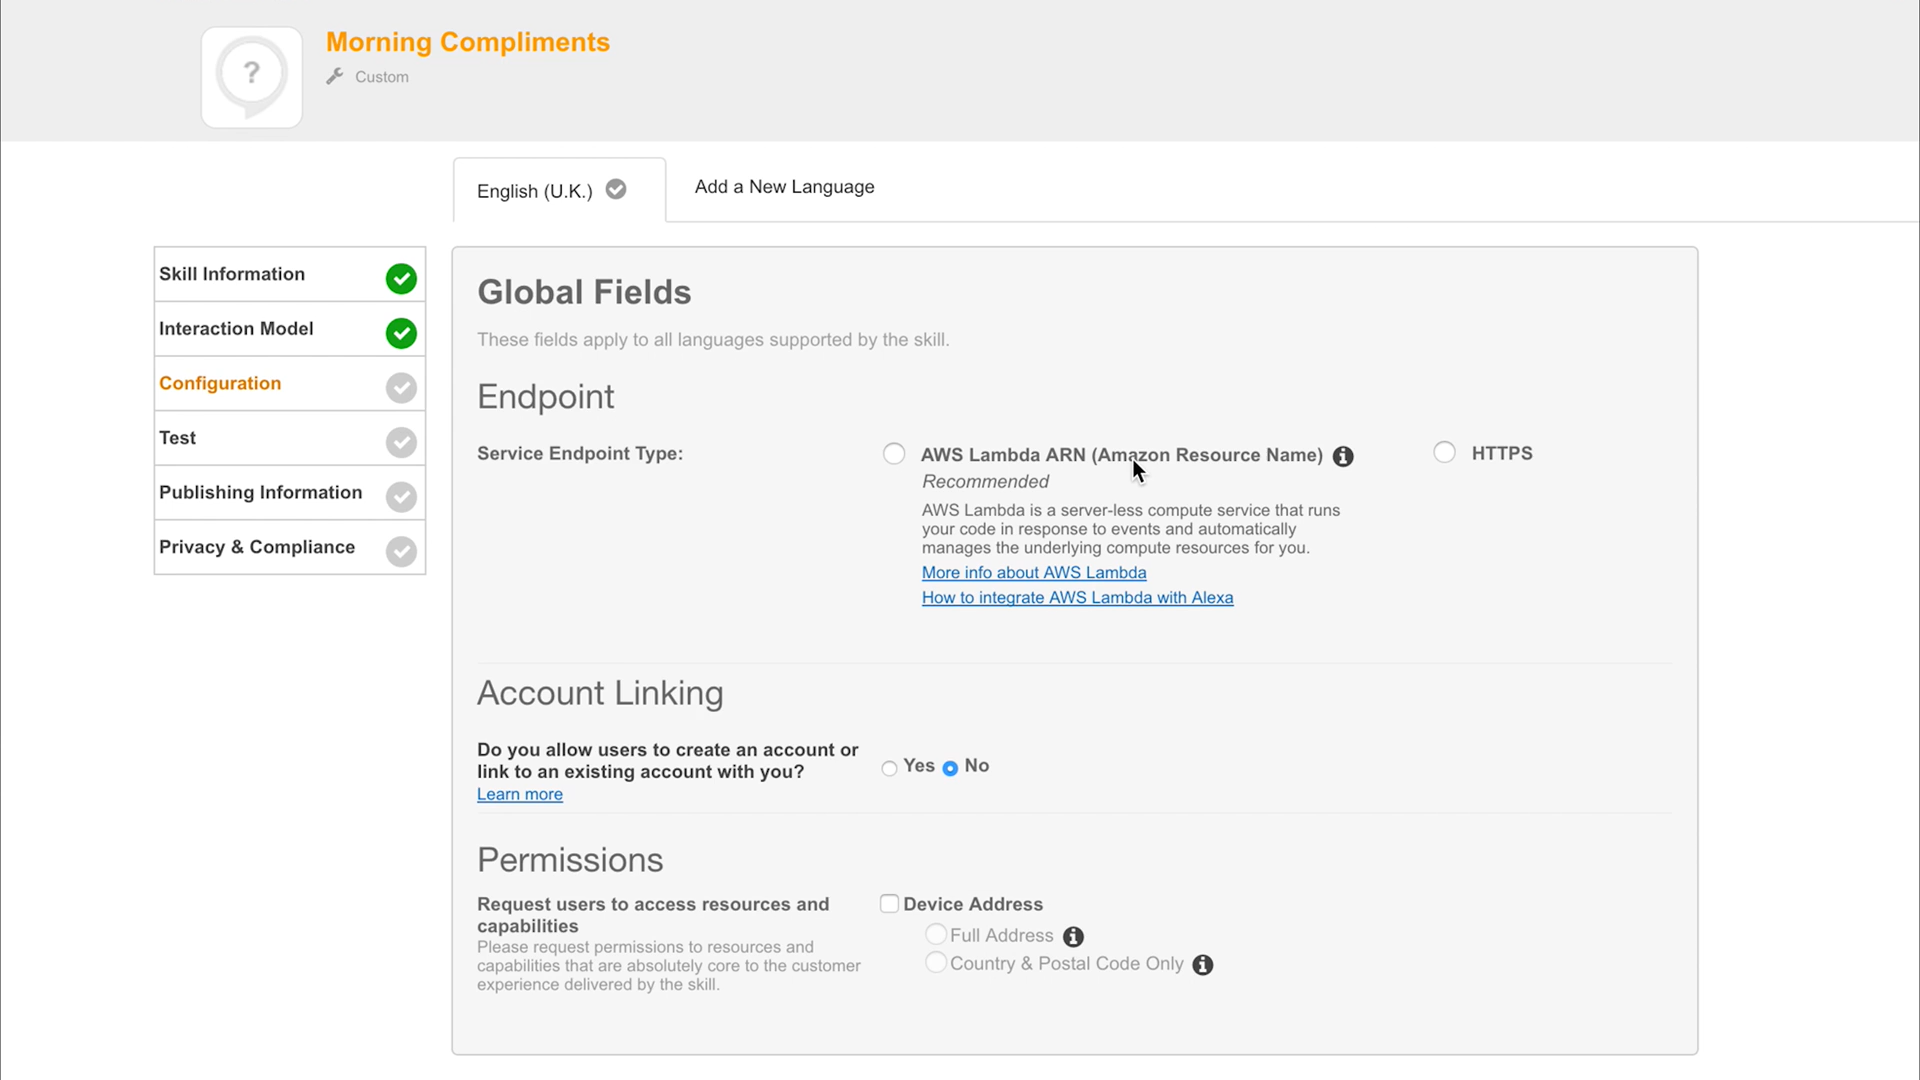 Morning Compliments
?
Custom
English (U.K.)
Add a New Language
Skill Information
Interaction Model
Configuration
Test
Publishing Information
Privacy & Compliance
Global Fields
These fields apply to all languages supported by the skill.
Endpoint
Service Endpoint Type:
AWS Lambda ARN (Amazon Resource Name)
HTTPS
Recommended
AWS Lambda is a server-less compute service that runs
your code in response to events and automatically
manages the underlying compute resources for you.
More info about AWS Lambda
How to integrate AWS Lambda with Alexa
Account Linking
Do you allow users to create an account or
link to an existing account with you?
Yes No
Learn more
Permissions
Request users to access resources and
capabilities
Please request permissions to resources and
capabilities that are absolutely core to the customer
experience delivered by the skill.
Device Address
Full Address
Country & Postal Code Only